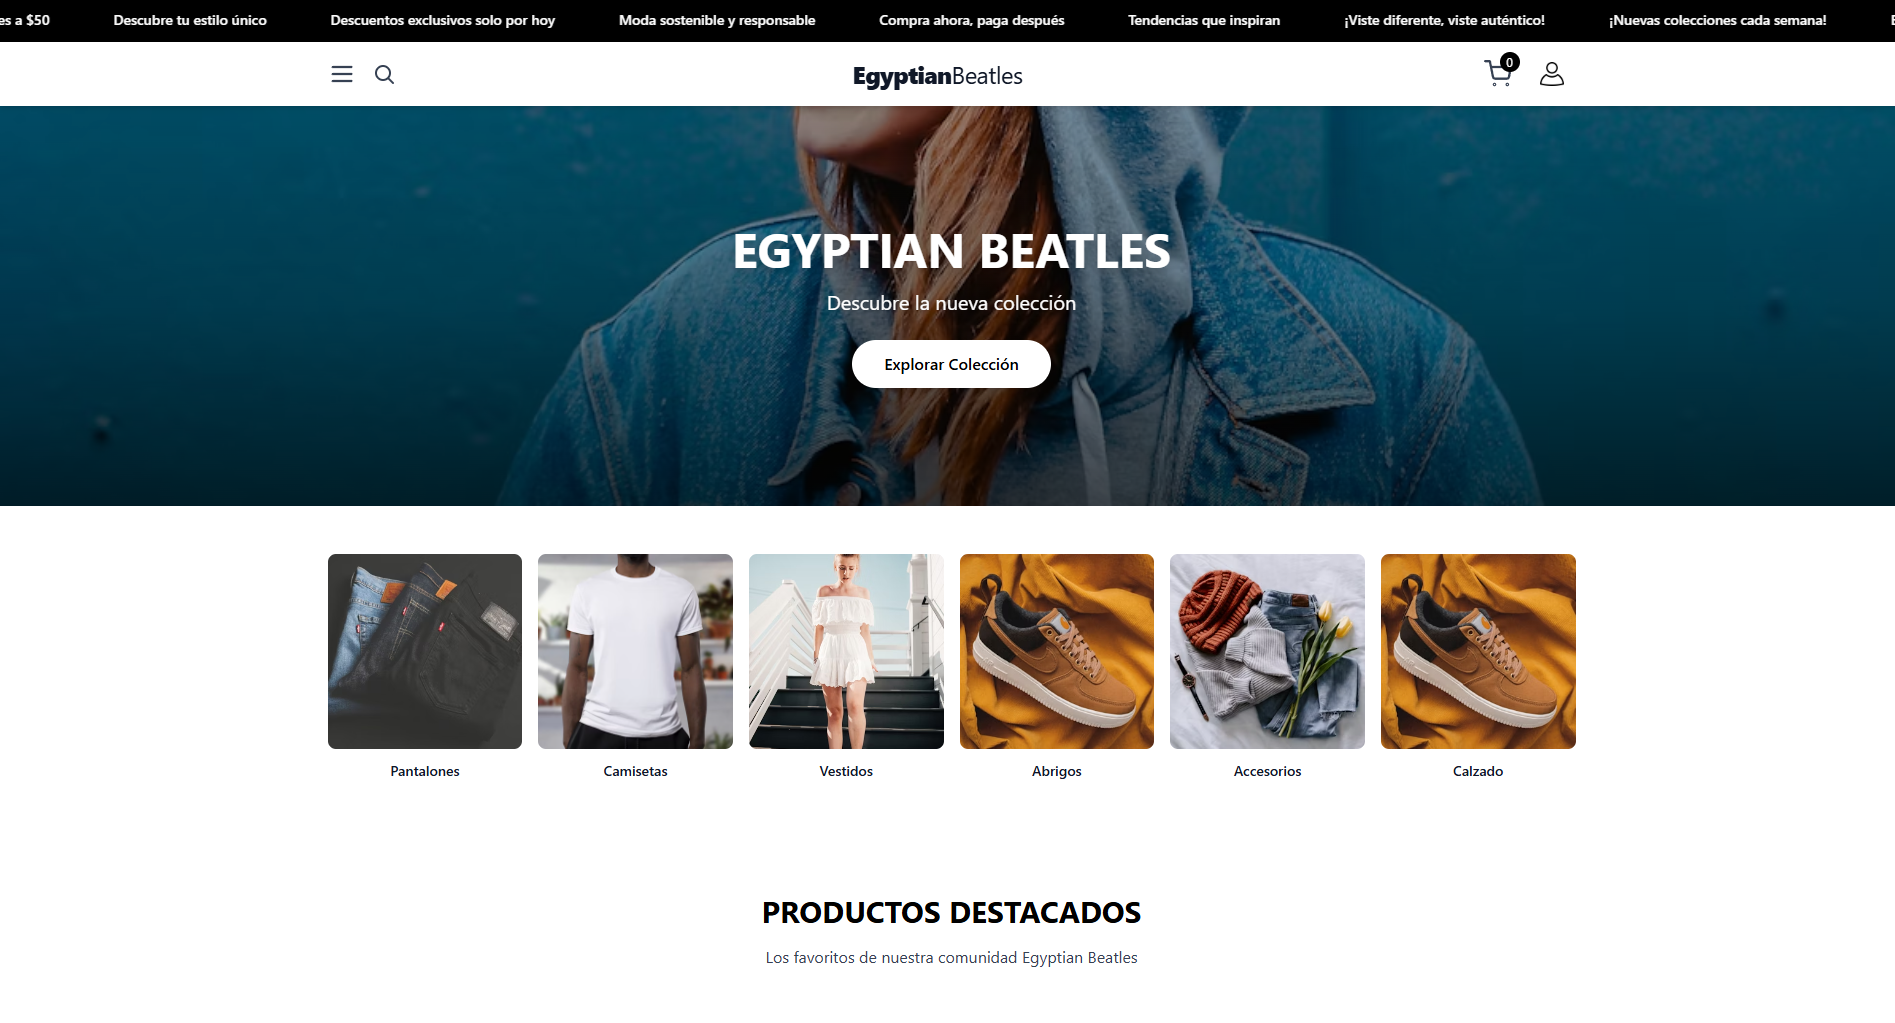 es a $50 Descubre tu estilo único Descuentos exclusivos solo por hoy Moda sostenible y responsable Compra ahora, paga después Tendencias que inspiran ¡Viste diferente, viste auténtico! ¡Nuevas colecciones cada semana!
EgyptianBeatles 0
EGYPTIAN BEATLES
Descubre la nueva colección
Explorar Colección
Pantalones Camisetas Vestidos Abrigos Accesorios Calzado
PRODUCTOS DESTACADOS
Los favoritos de nuestra comunidad Egyptian Beatles